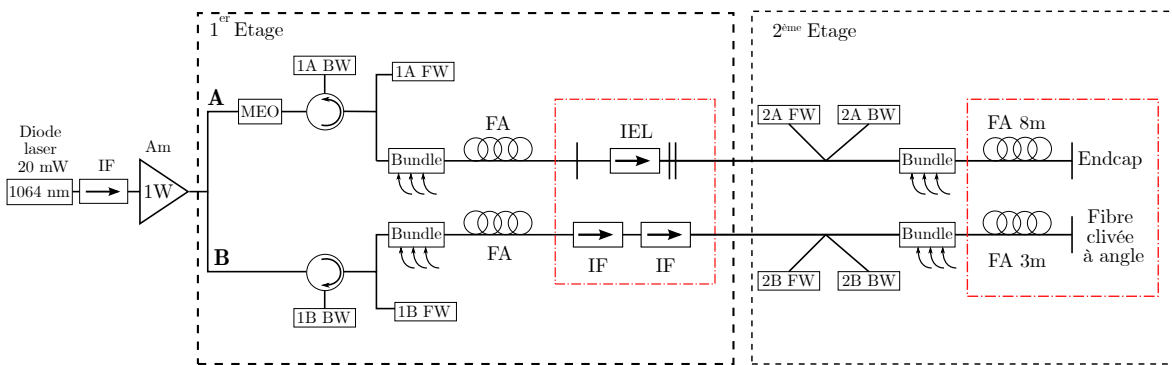 1er Etage
2ème Etage
1A BW
1A FW
A
MEO
Diode
laser
20 mW
1064 nm
IF
Am
1W
FA
Bundle
IEL
2A FW
2A BW
Bundle
FA 8m
Endcap
B
1B BW
1B FW
Bundle
FA
IF
IF
2B FW
2B BW
Bundle
FA 3m
Fibre
clivée
à angle